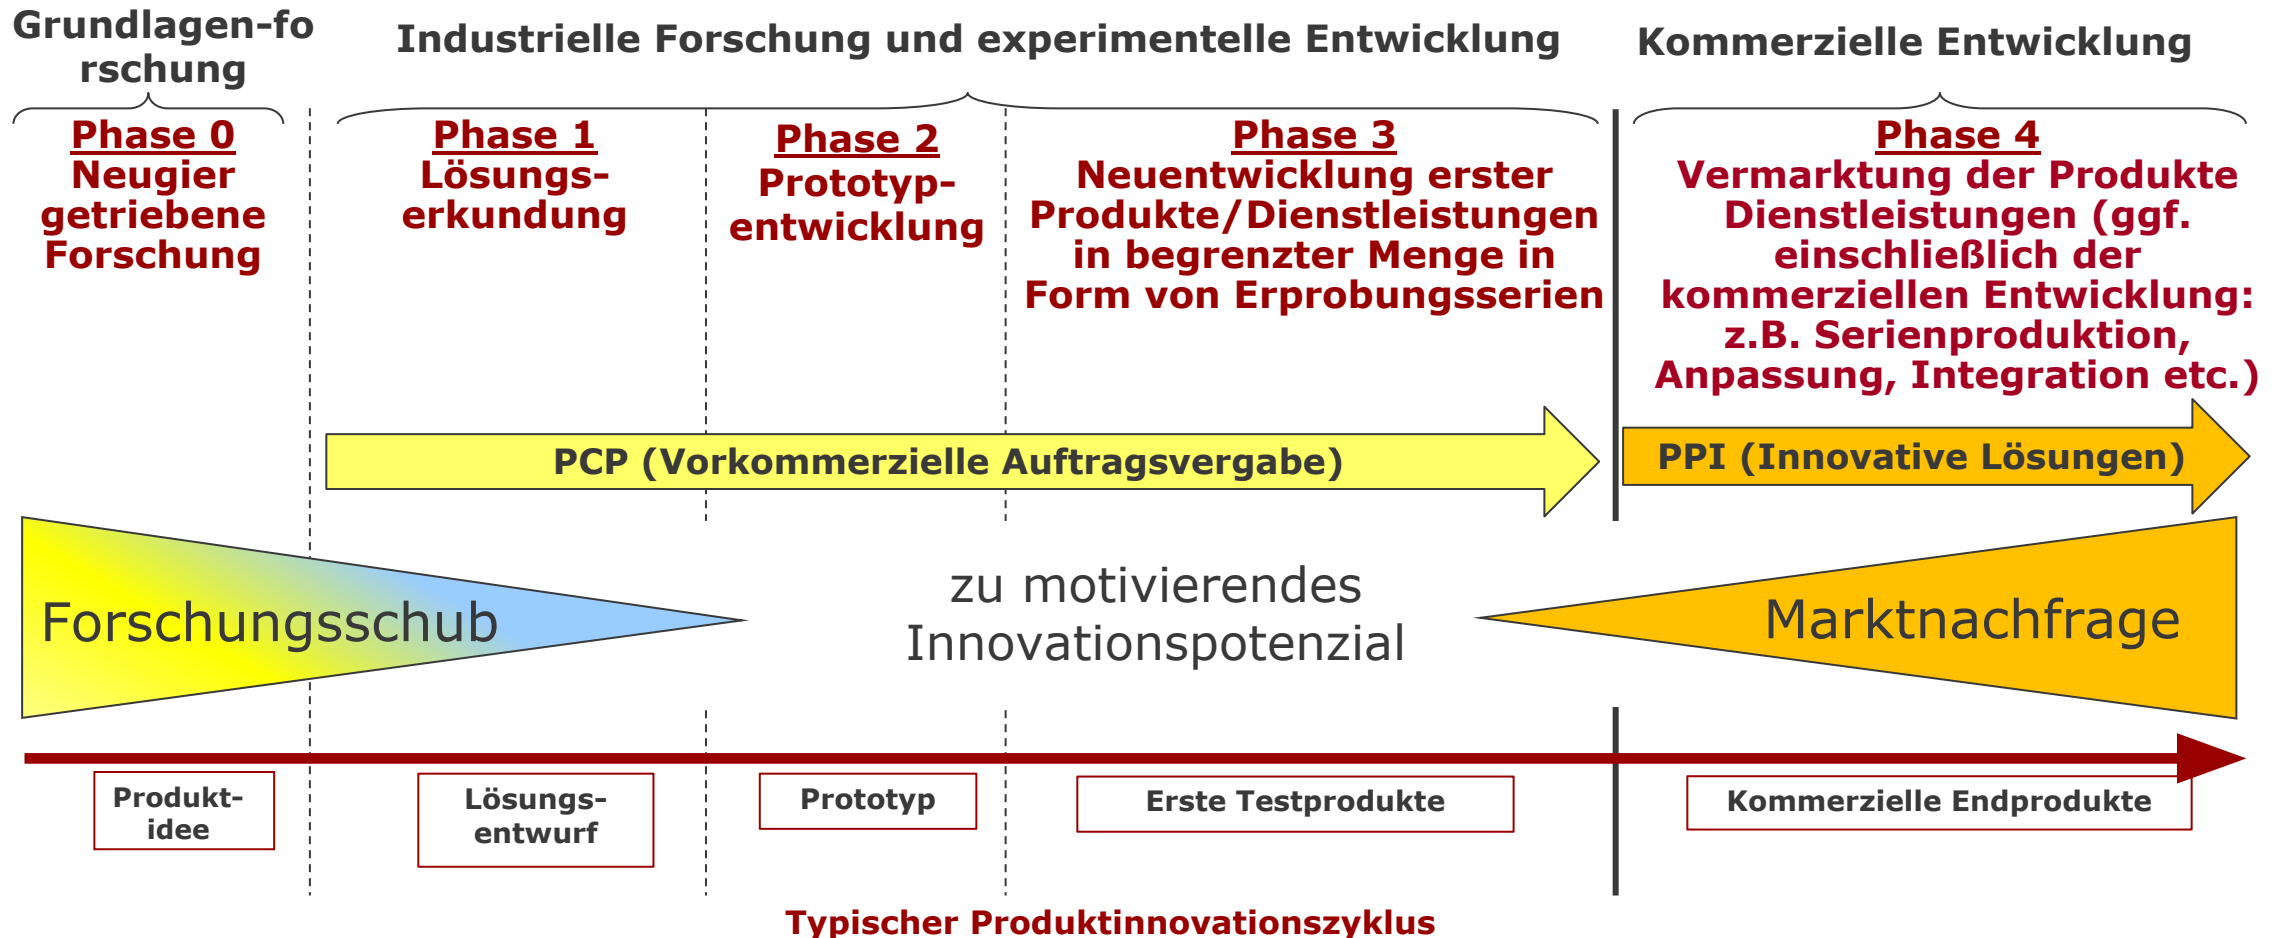 Grundlagen-fo
rschung
Industrielle Forschung und experimentelle Entwicklung
Kommerzielle Entwicklung
Phase 0
Neugier
getriebene
Forschung
Phase 1
Lösungs-
erkundung
Phase 2
Prototyp-
entwicklung
Phase 3
Neuentwicklung erster
Produkte/Dienstleistungen
in begrenzter Menge in
Form von Erprobungsserien
Phase 4
Vermarktung der Produkte
Dienstleistungen (ggf.
einschließlich der
kommerziellen Entwicklung:
z.B. Serienproduktion,
Anpassung, Integration etc.)
PCP (Vorkommerzielle Auftragsvergabe)
PPI (Innovative Lösungen)
Forschungsschub
zu motivierendes
Innovationspotenzial
Marktnachfrage
Produkt-
idee
Lösungs-
entwurf
Prototyp
Erste Testprodukte
Kommerzielle Endprodukte
Typischer Produktinnovationszyklus